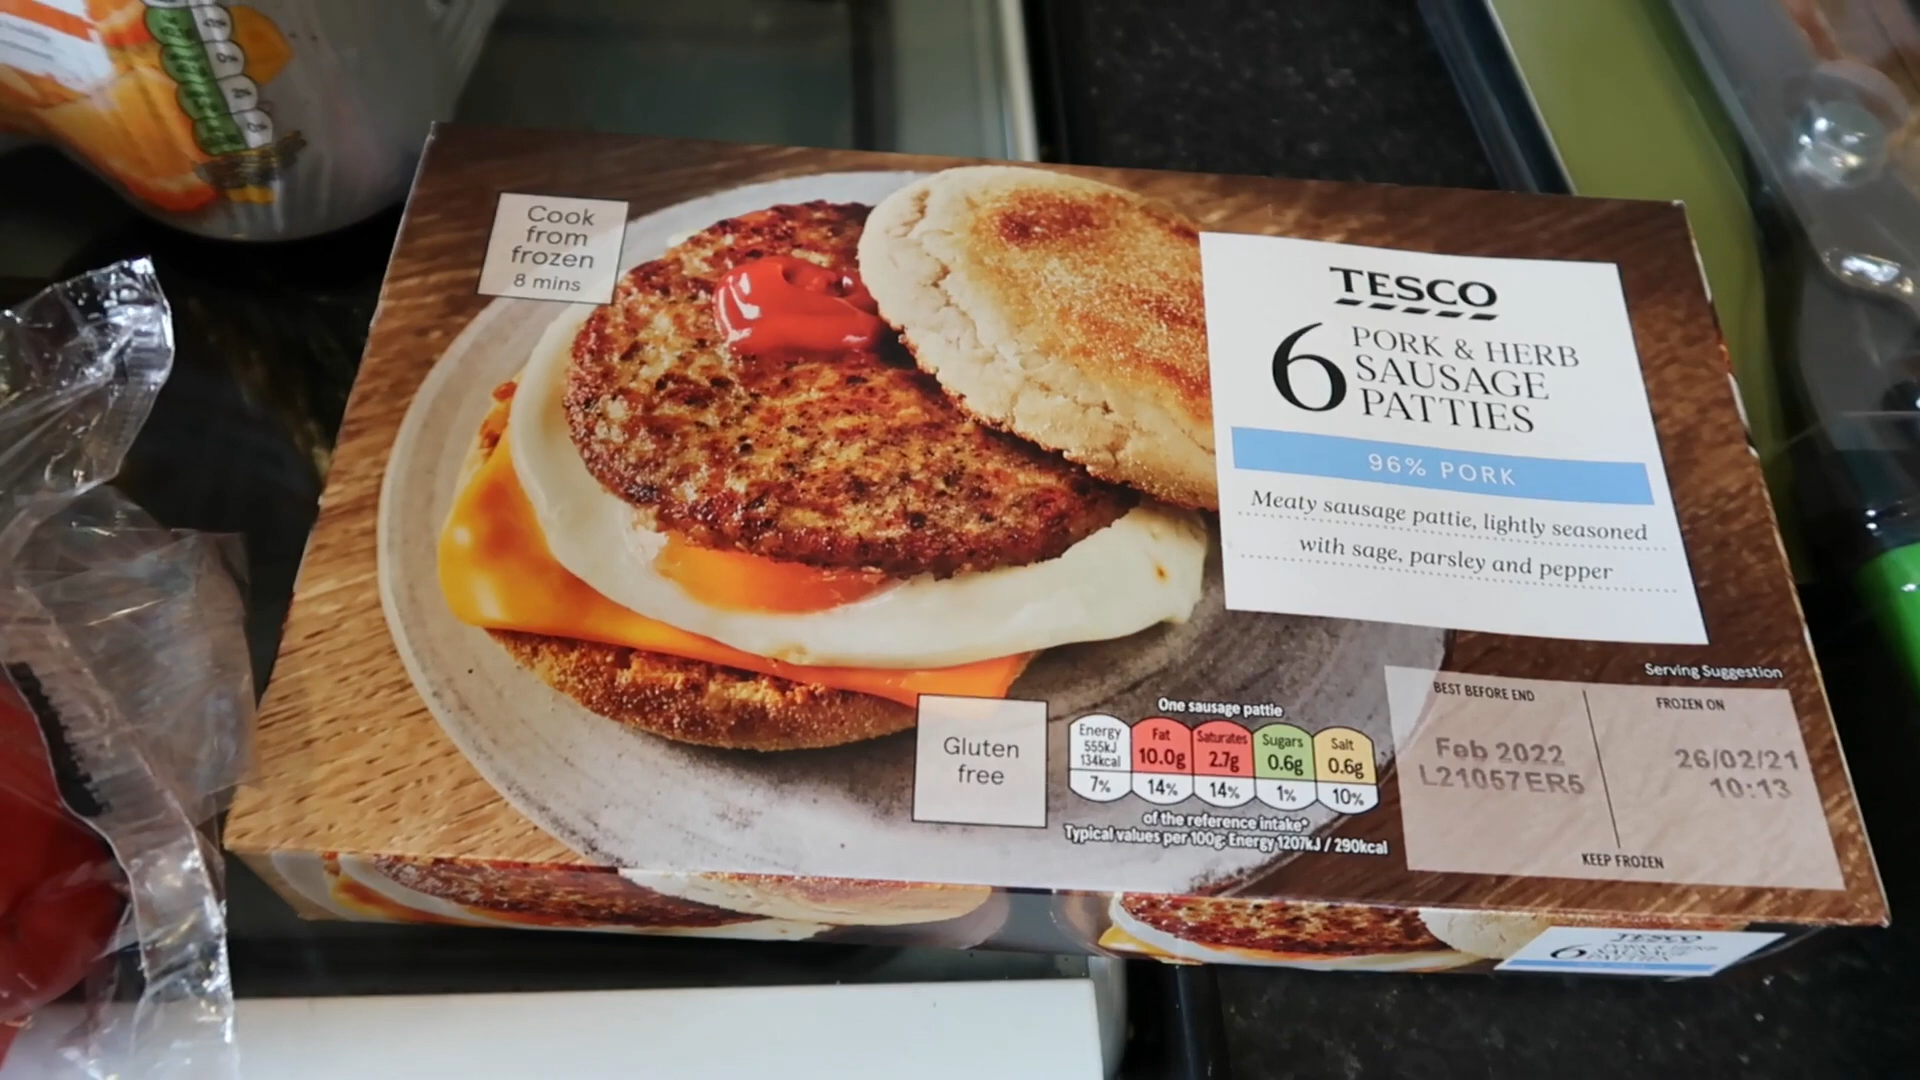 Cook
from
frozen
8 mins
TESCO
6 PORK & HERB
SAUSAGE
PATTIES
96% PORK
Meaty sausage pattie, lightly seasoned
with sage, parsley and pepper
Serving Suggestion
Gluten
free
One sausage pattie
Energy
555kJ
134kcal
7%
Fat
10.0g
14%
Saturates
2.7g
14%
Sugars
0.6g
1%
Salt
0.6g
10%
of the reference intake*
Typical values per 100g: Energy 1207kJ / 290kcal
BEST BEFORE END
Feb 2022
L21057ER5
FROZEN ON
26/02/21
10:13
KEEP FROZEN
TESCO
6